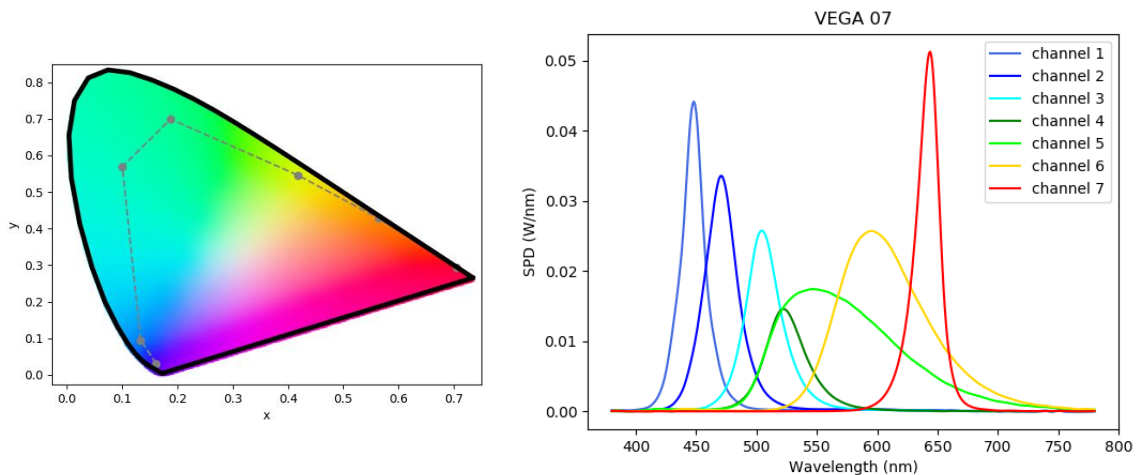 0.8
0.7
0.6
0.5
0.4
0.3
0.2
0.1
0.0
y
0.0 0.1 0.2 0.3 0.4 0.5 0.6 0.7
x
VEGA 07
0.05
0.04
0.03
0.02
0.01
0.00
SPD (W/nm)
channel 1
channel 2
channel 3
channel 4
channel 5
channel 6
channel 7
400 450 500 550 600 650 700 750 800
Wavelength (nm)